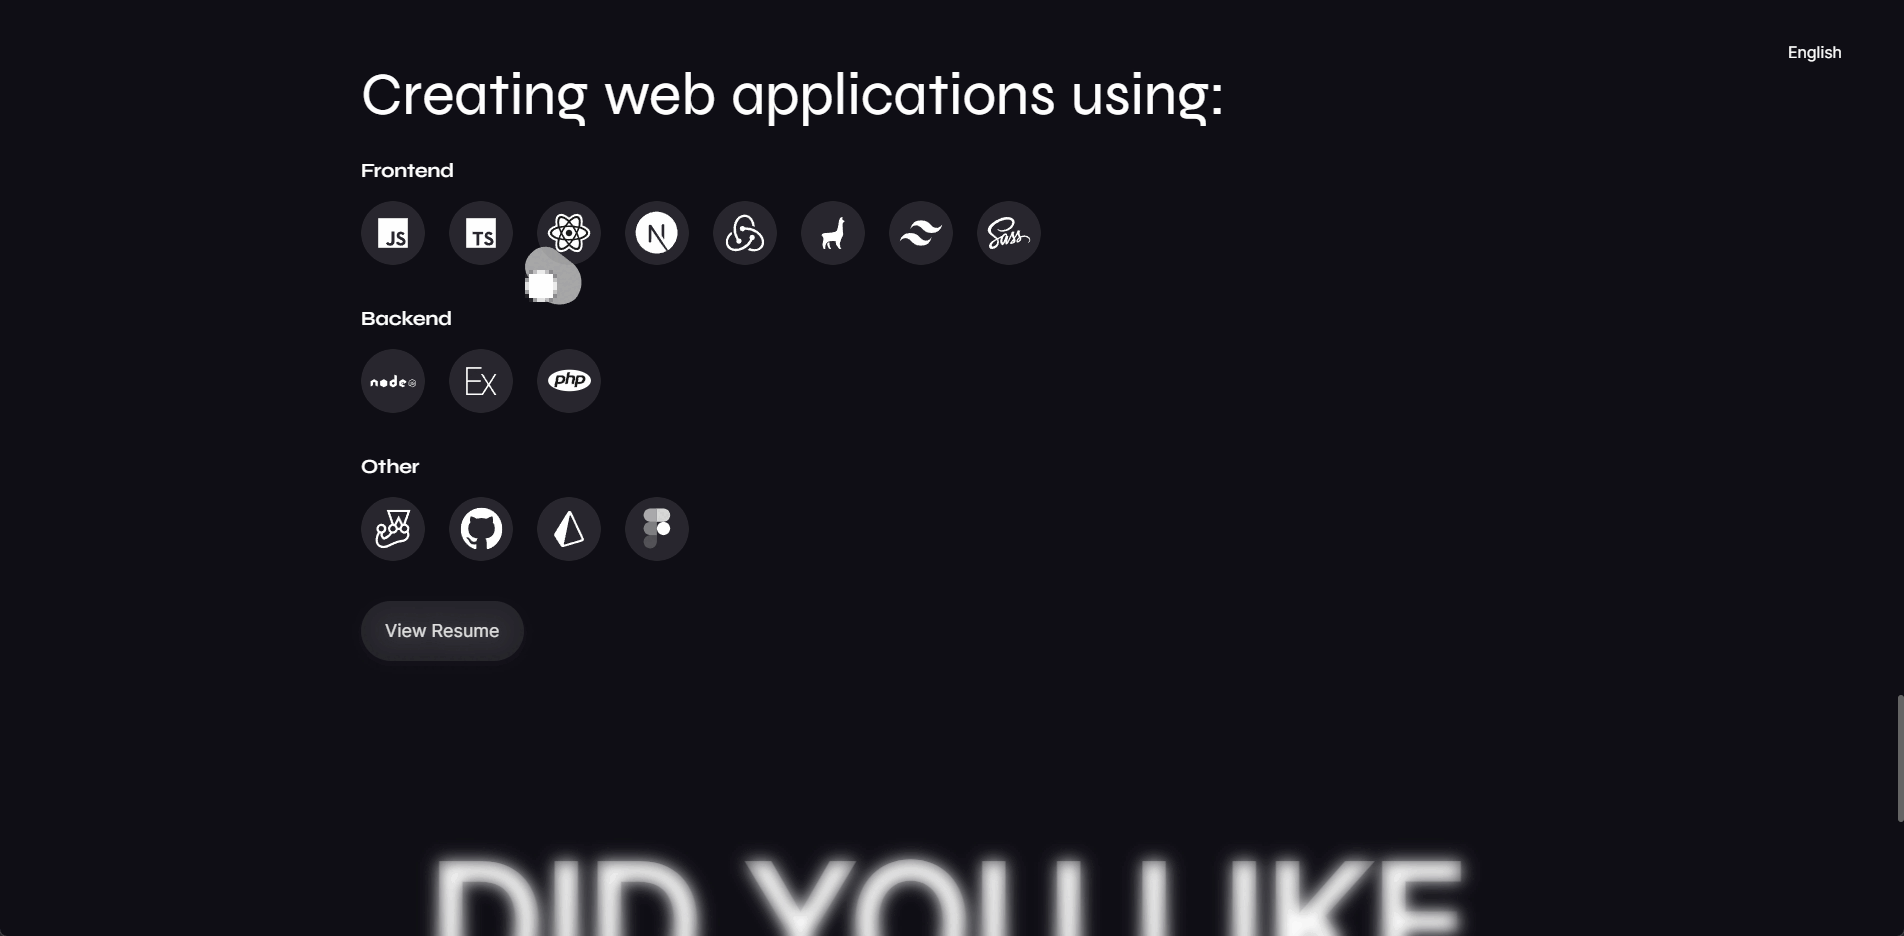 English
Creating web applications using:
Frontend
JS TS N Sass
Backend
node Ex php
Other
View Resume
DID YOU LIKE